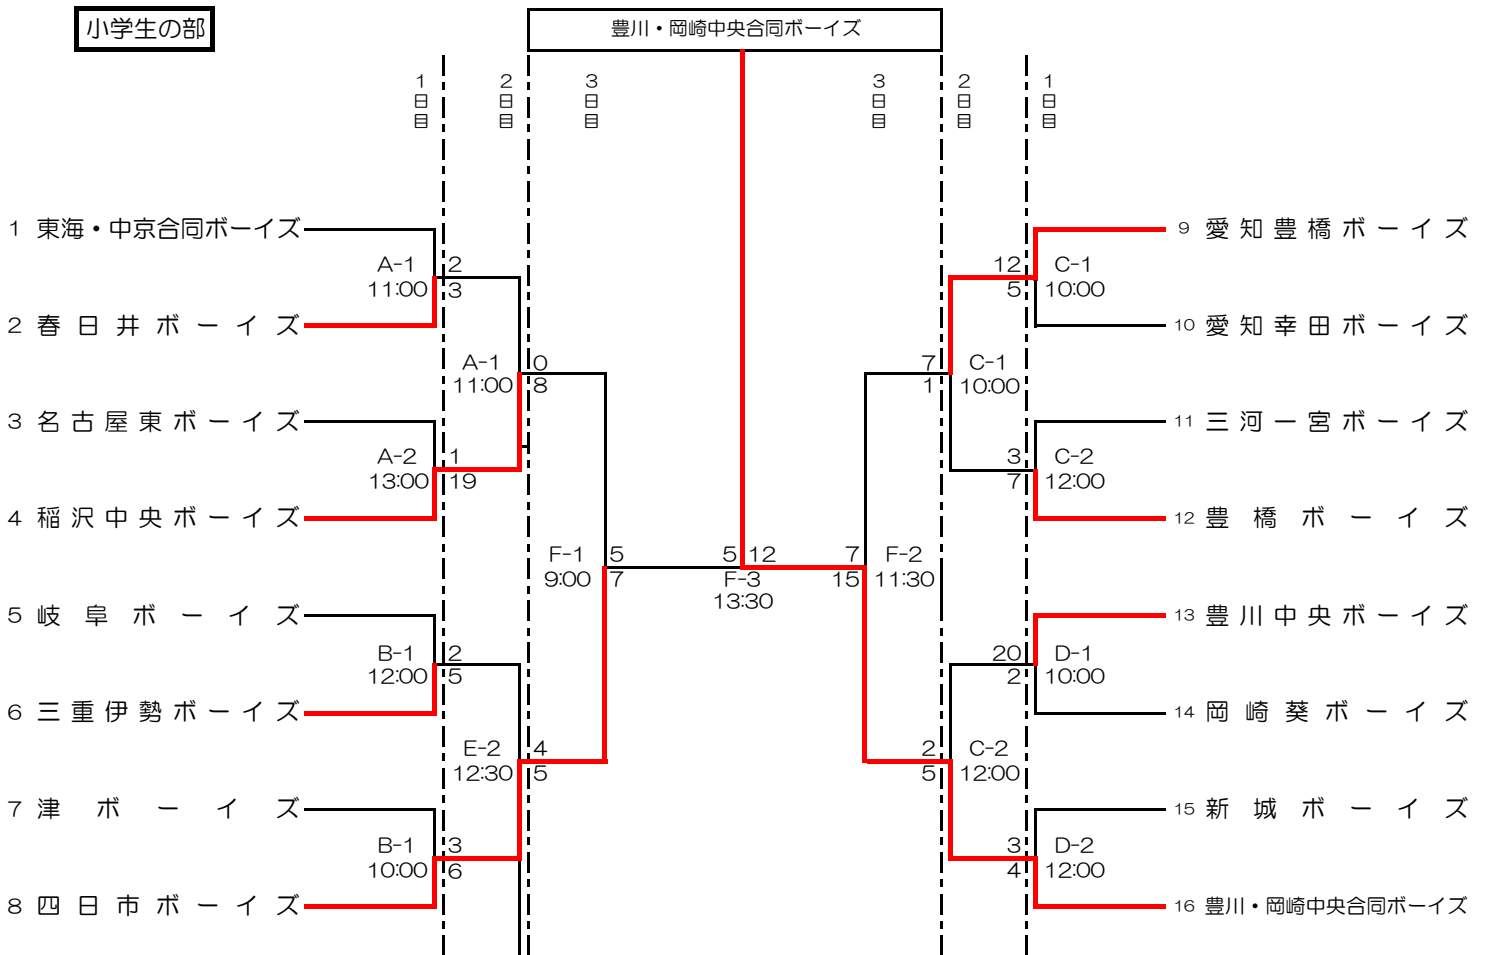 小学生の部
豊川・岡崎中央合同ボーイズ
1日目
2日目
3日目
3日目
2日目
1日目
1 東海・中京合同ボーイズ
A-1 2
11:00 3
2 春日井ボーイズ
A-1 0
11:00 8
3 名古屋東ボーイズ
A-2 1
13:00 19
4 稲沢中央ボーイズ
F-1 5
9:00 7
5 岐阜ボーイズ
B-1 2
12:00 5
6 三重伊勢ボーイズ
E-2 4
12:30 5
7 津ボーイズ
B-1 3
10:00 6
8 四日市ボーイズ
5 12
F-3
13:30
9 愛知豊橋ボーイズ
12 C-1
5 10:00
10 愛知幸田ボーイズ
7 C-1
1 10:00
11 三河一宮ボーイズ
3 C-2
7 12:00
12 豊橋ボーイズ
7 F-2
15 11:30
13 豊川中央ボーイズ
20 D-1
2 10:00
14 岡崎葵ボーイズ
2 C-2
5 12:00
15 新城ボーイズ
3 D-2
4 12:00
16 豊川・岡崎中央合同ボーイズ